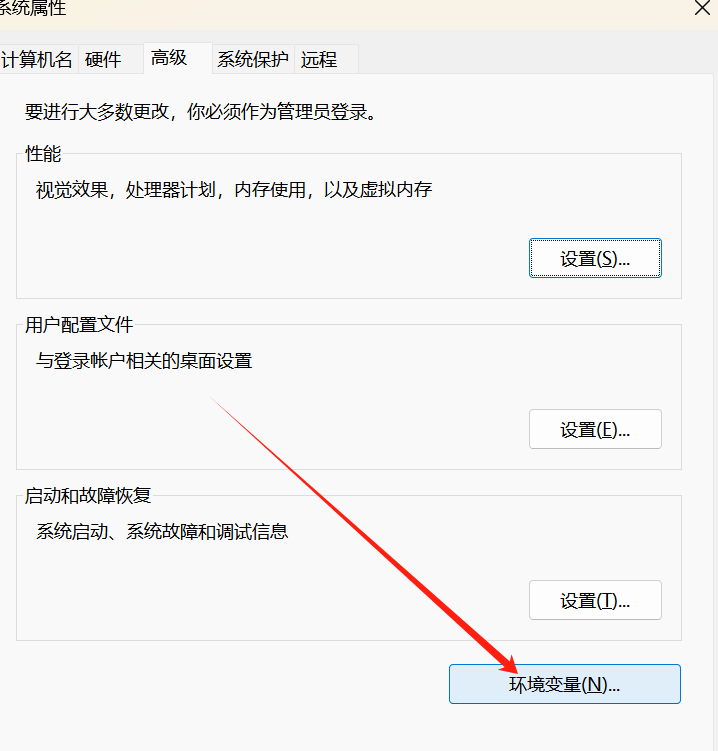 系统属性
计算机名 硬件 高级 系统保护 远程
要进行大多数更改，你必须作为管理员登录。
性能
视觉效果，处理器计划，内存使用，以及虚拟内存
设置(S)...
用户配置文件
与登录帐户相关的桌面设置
设置(E)...
启动和故障恢复
系统启动、系统故障和调试信息
设置(T)...
环境变量(N)...